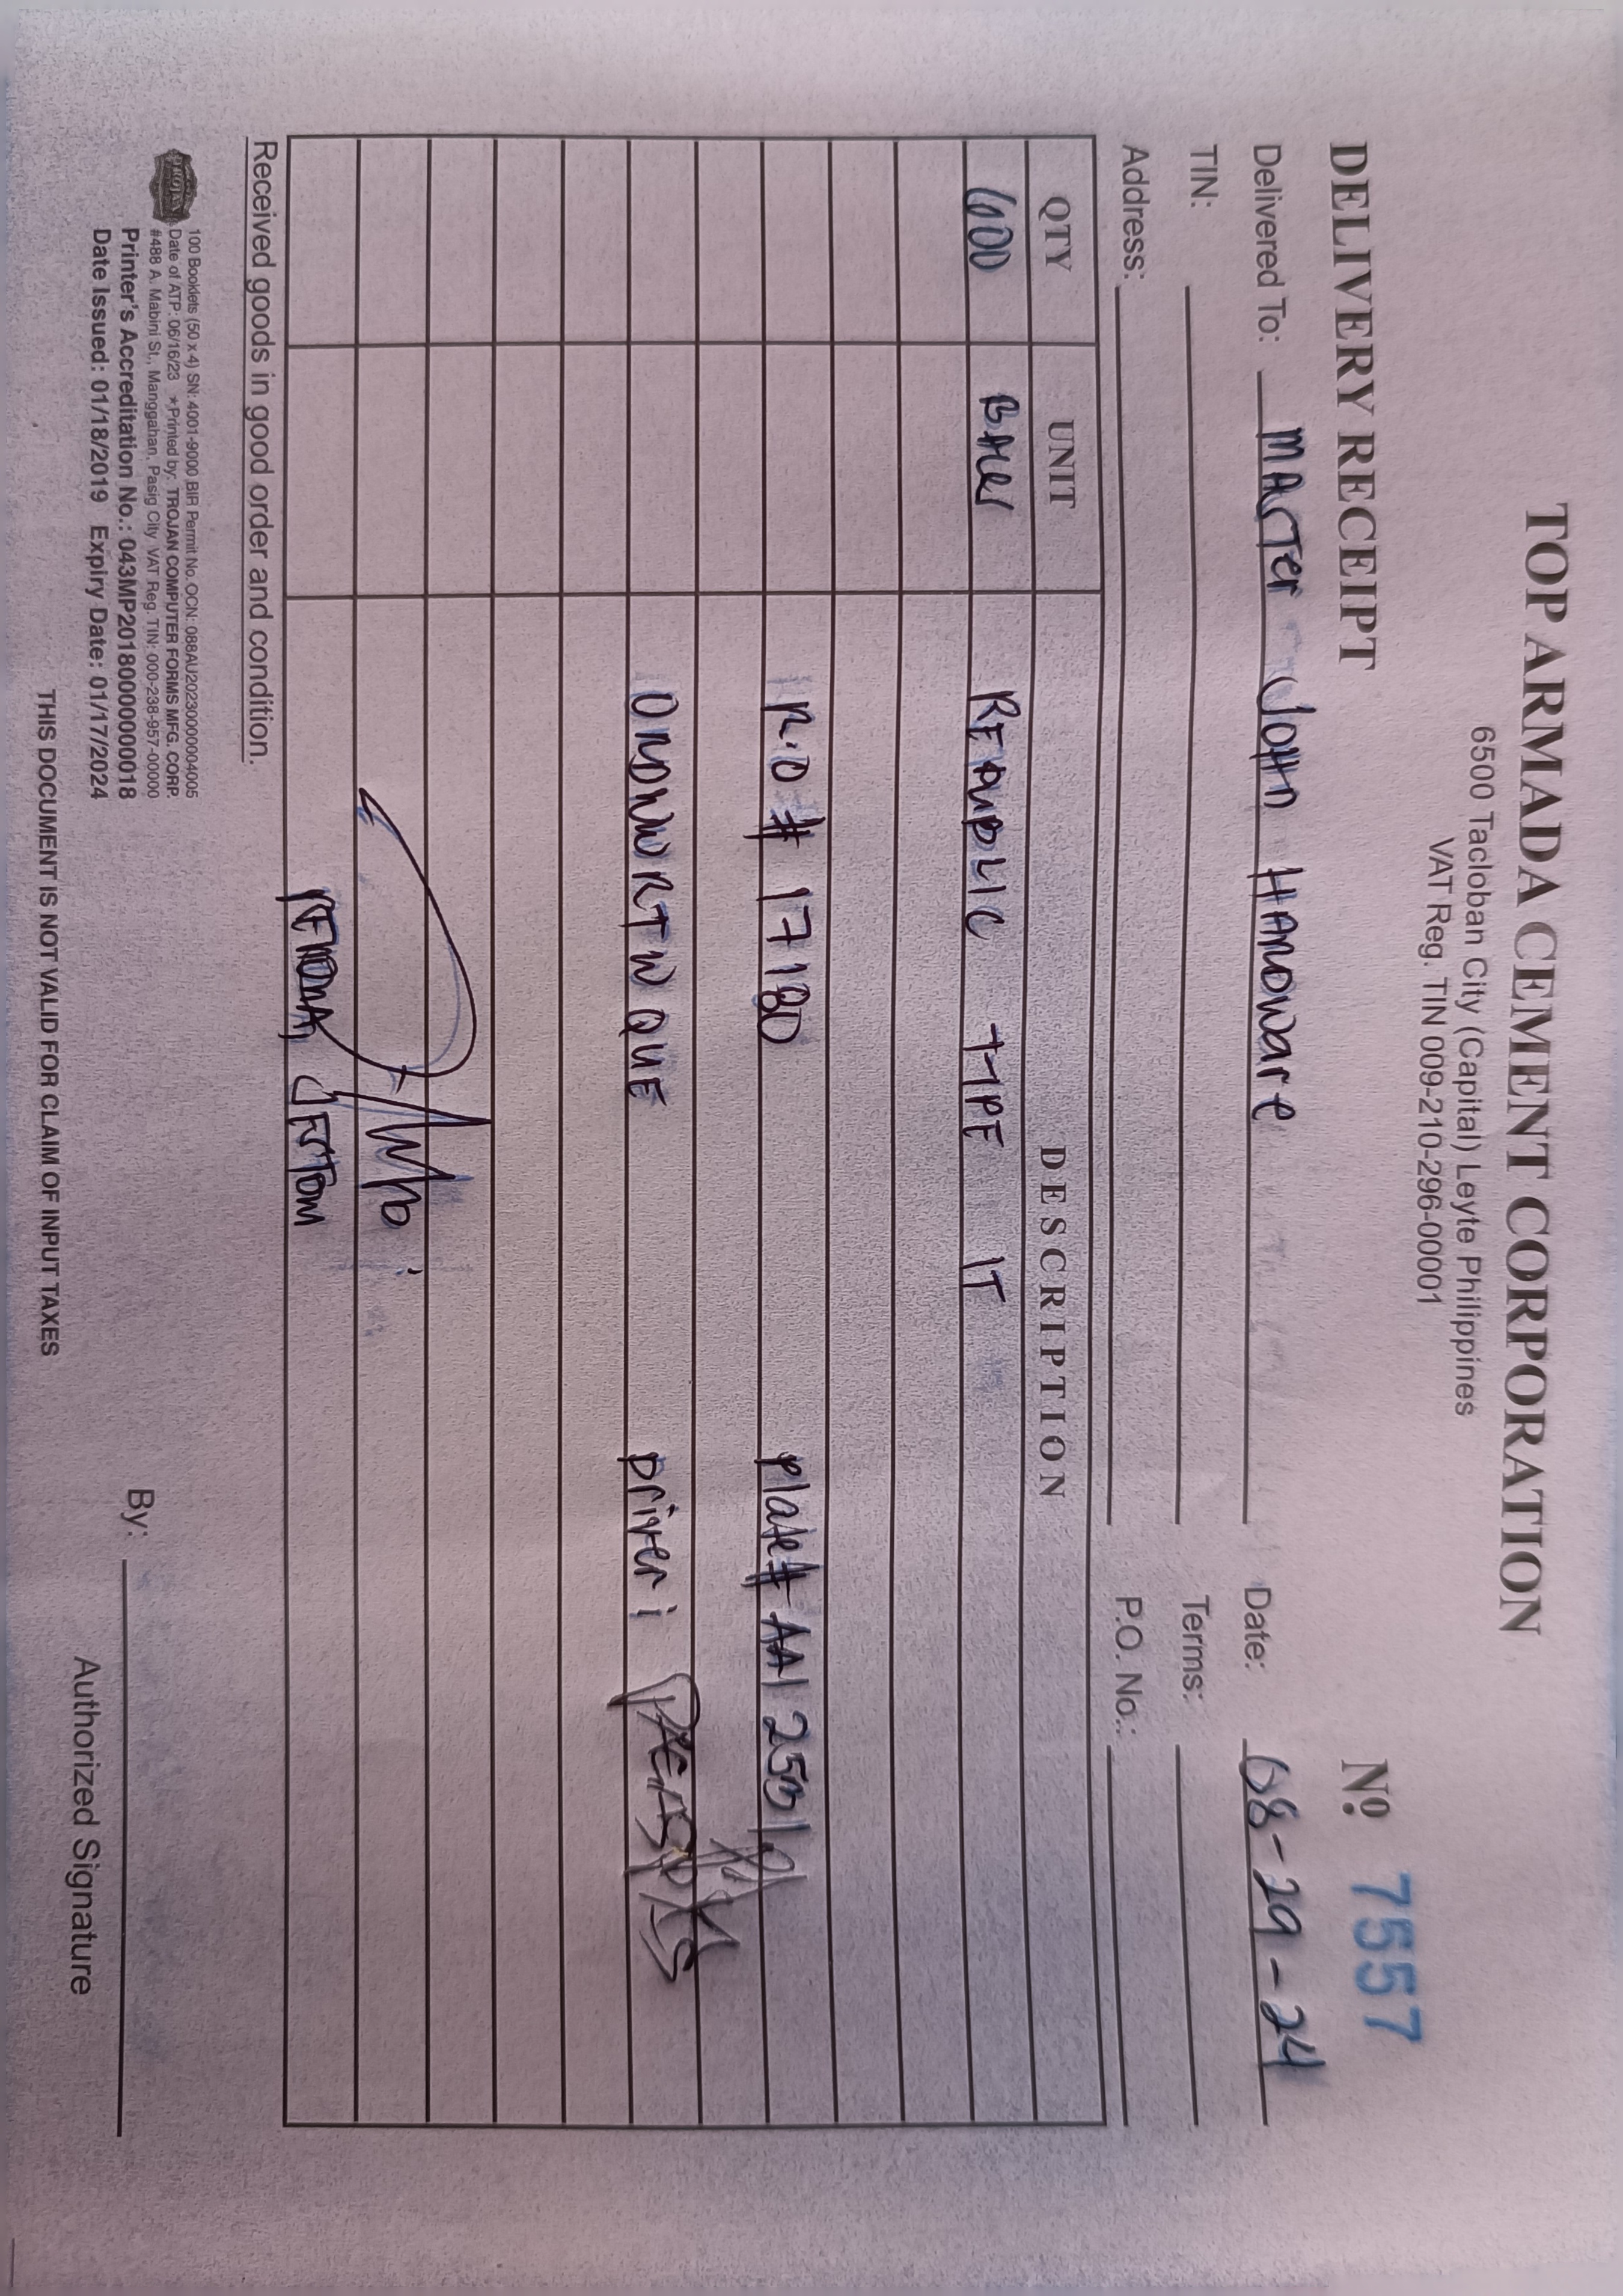 TOP ARMADA CEMENT CORPORATION
6500 Tacloban City (Capital) Leyte Philippines
VAT Reg. TIN 009-210-296-00001
DELIVERY RECEIPT Nº 7557
Delivered To: MASTER JOHN HARDWARE Date: 08-29-24
TIN: Terms:
Address: P.O. No.:
QTY UNIT DESCRIPTION
600 BAGS REPUBLIC TYPE IT
P.O # 17180 plate# AAI 2531
QUE Driver:
JESTOM
Received goods in good order and condition.
TROJAN
100 Booklets (50 x 4) SN: 4001-9000 BIR Permit No. OCN: 088AU20230000004005
Date of ATP: 06/16/23 *Printed by: TROJAN COMPUTER FORMS MFG. CORP.
#488 A. Mabini St., Manggahan, Pasig City VAT Reg. TIN: 000-238-957-00000
Printer's Accreditation No.: 043MP20180000000018
Date Issued: 01/18/2019 Expiry Date: 01/17/2024
By:
Authorized Signature
THIS DOCUMENT IS NOT VALID FOR CLAIM OF INPUT TAXES